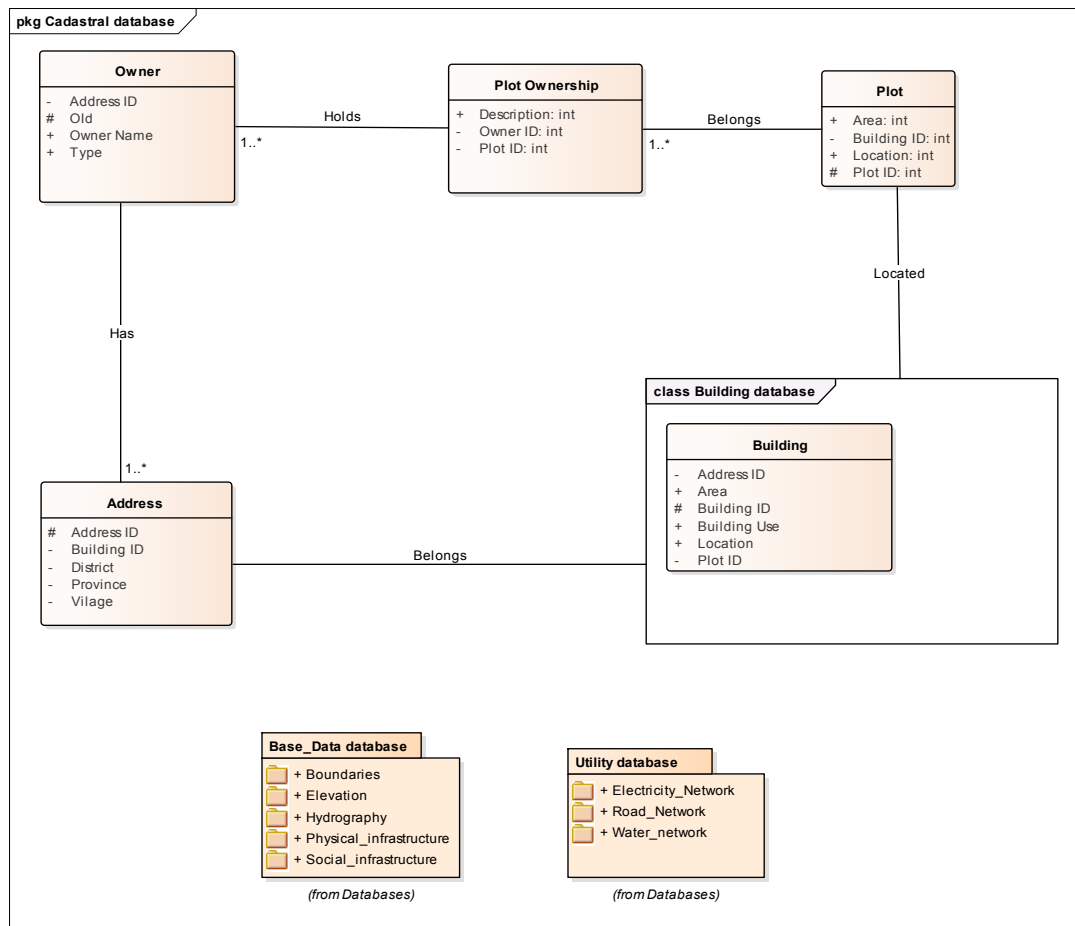 pkg Cadastral database
Owner
- Address ID
# OId
+ Owner Name
+ Type
Holds
1..*
Plot Ownership
+ Description: int
- Owner ID: int
- Plot ID: int
Belongs
1..*
Plot
+ Area: int
- Building ID: int
+ Location: int
# Plot ID: int
Located
Has
1..*
class Building database
Building
- Address ID
+ Area
# Building ID
+ Building Use
+ Location
- Plot ID
Address
# Address ID
- Building ID
- District
- Province
- Vilage
Belongs
Base_Data database
+ Boundaries
+ Elevation
+ Hydrography
+ Physical_infrastructure
+ Social_infrastructure
(from Databases)
Utility database
+ Electricity_Network
+ Road_Network
+ Water_network
(from Databases)